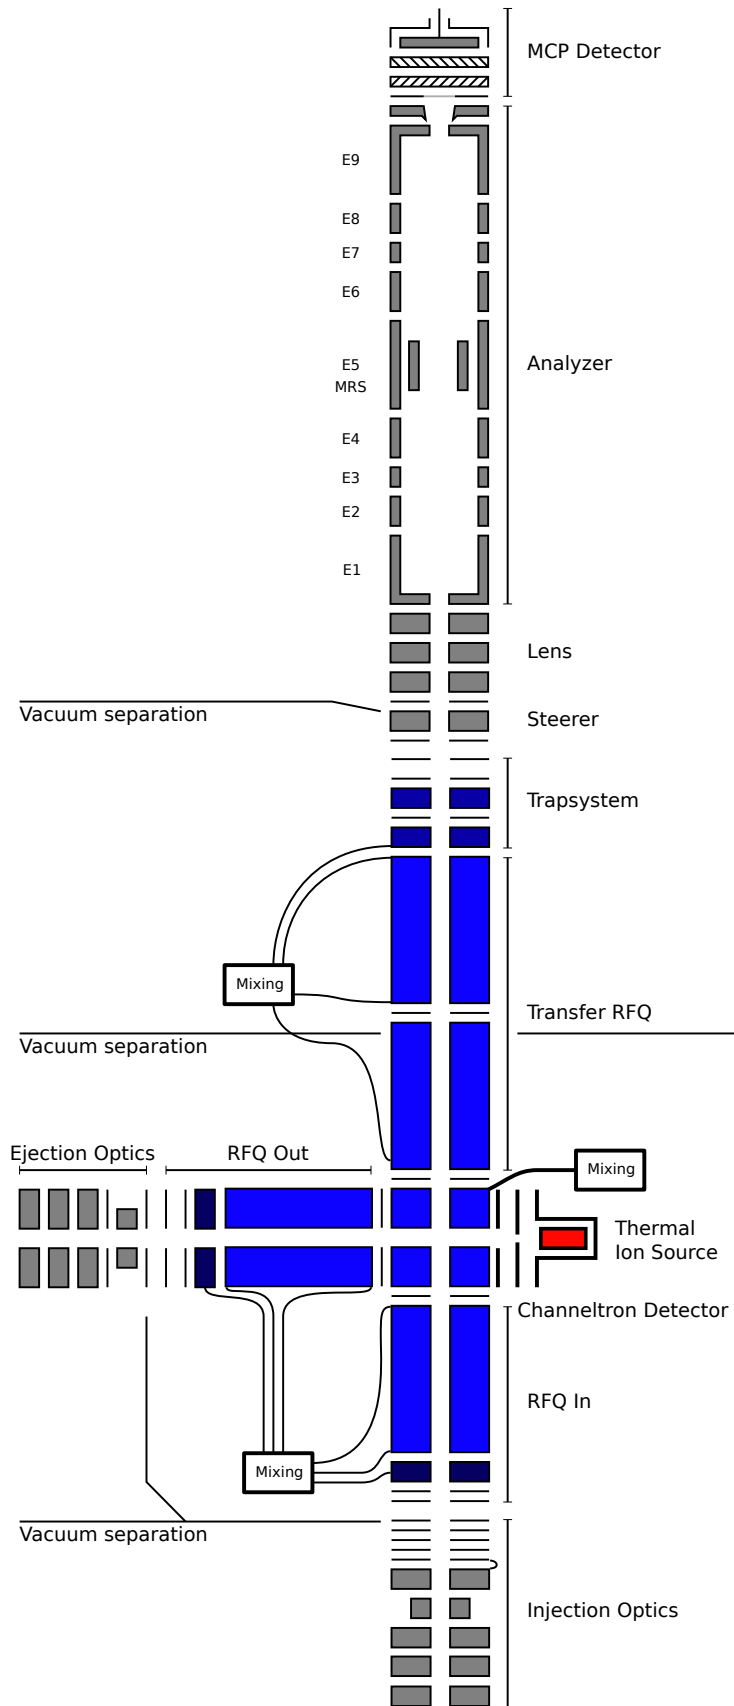 MCP Detector
E9
E8
E7
E6
E5
MRS
Analyzer
E4
E3
E2
E1
Lens
Vacuum separation
Steerer
Trapsystem
Mixing
Transfer RFQ
Vacuum separation
Ejection Optics
RFQ Out
Mixing
Thermal
Ion Source
Channeltron Detector
RFQ In
Mixing
Vacuum separation
Injection Optics